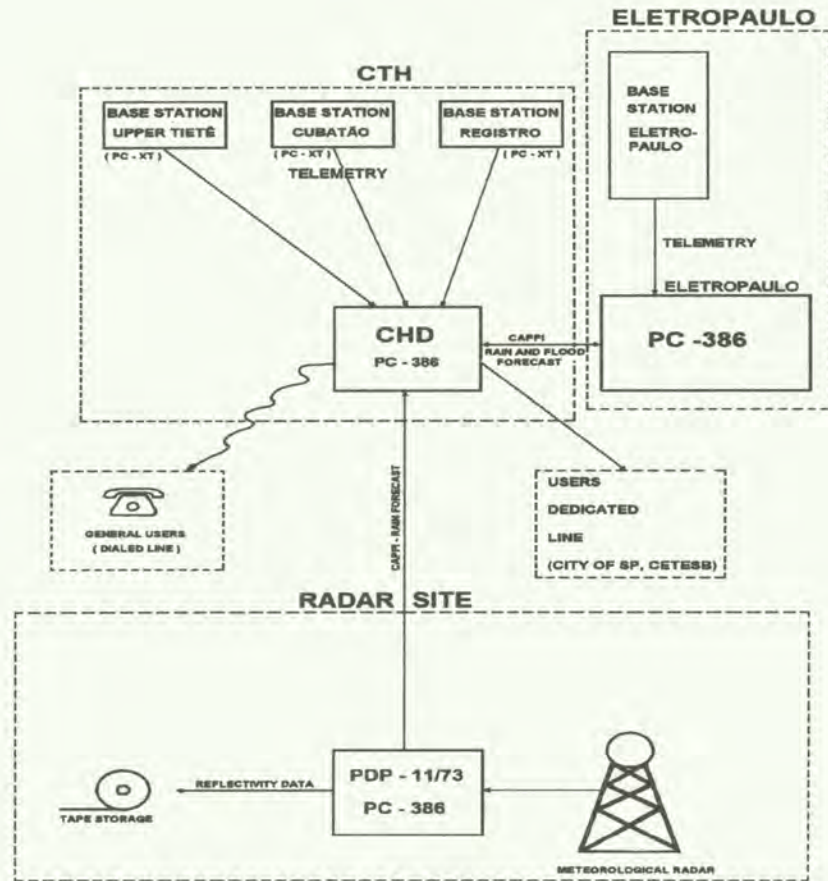 ELETROPAULO
CTH
BASE STATION
UPPER TIETÊ
( PC - XT )
BASE STATION
CUBATÃO
( PC - XT )
BASE STATION
REGISTRO
( PC - XT )
TELEMETRY
BASE
STATION
ELETRO-
PAULO
TELEMETRY
ELETROPAULO
PC -386
CHD
PC - 386
CAPPI
RAIN AND FLOOD
FORECAST
GENERAL USERS
( DIALED LINE )
CAPPI - RAIN FORECAST
USERS
DEDICATED
LINE
(CITY OF SP, CETESB)
RADAR SITE
TAPE STORAGE
REFLECTIVITY DATA
PDP - 11/73
PC - 386
METEOROLOGICAL RADAR